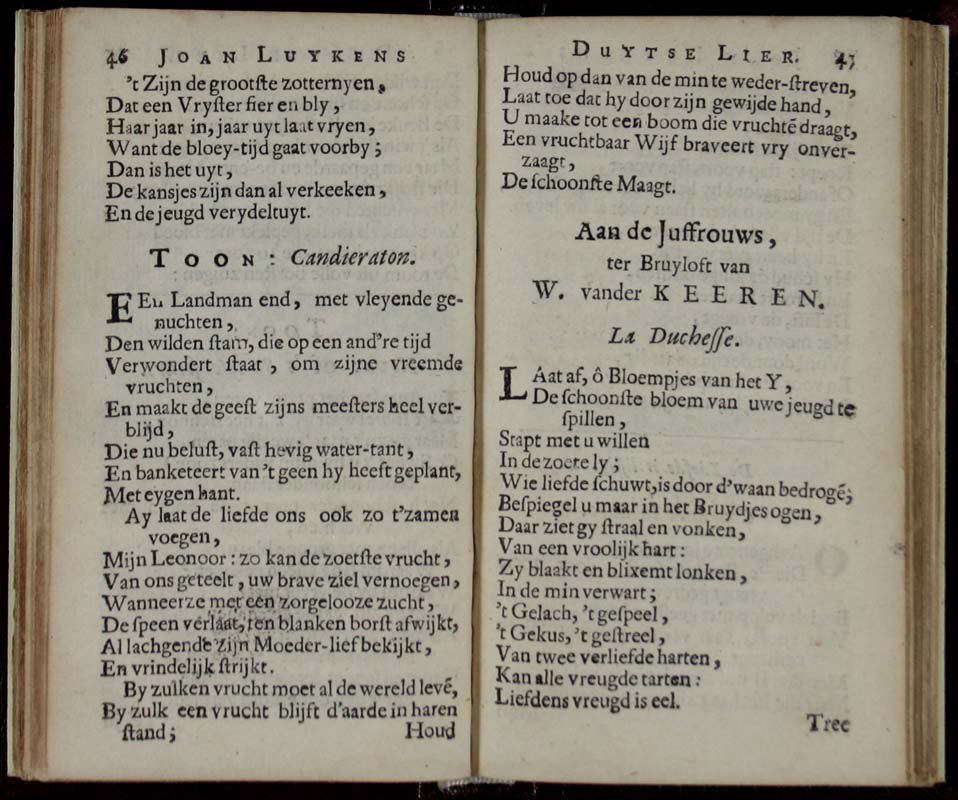 46 JOAN LUYKENS
't Zijn de grootſte zotternyen,
Dat een Vryſter fier en bly,
Haar jaar in, jaar uyt laat vryen,
Want de bloey-tijd gaat voorby;
Dan is het uyt,
De kansjes zijn dan al verkeeken,
En de jeugd verydeltuyt.
TOON: Candieraton.
EEn Landman end, met vleyende ge-
nuchten,
Den wilden ſtam, die op een and're tijd
Verwondert ſtaat, om zijne vreemde
vruchten,
En maakt de geeſt zijns meeſters heel ver-
blijd,
Die nu beluſt, vaſt hevig water-tant,
En banketeert van 't geen hy heeft geplant,
Met eygen hant.
Ay laat de liefde ons ook zo t'zamen
voegen,
Mijn Leonoor: zo kan de zoetſte vrucht,
Van ons geteelt, uw brave ziel vernoegen,
Wanneer ze met een zorgelooze zucht,
De ſpeen verláát, ten blanken borſt afwijkt,
Al lachgende zijn Moeder-lief bekijkt,
En vrindelijk ſtrijkt.
By zulken vrucht moet al de wereld levé,
By zulk een vrucht blijft d'aarde in haren
ſtand; Houd
DUYTSE LIER. 47
Houd op dan van de min te weder-ſtreven,
Laat toe dat hy door zijn gewijde hand,
U maake tot een boom die vruchté draagt,
Een vruchtbaar Wijf braveert vry onver-
zaagt,
De ſchoonſte Maagt.
Aan de Juffrouws,
ter Bruyloft van
W. vander KEEREN.
La Ducheſſe.
LAat af, ô Bloempjes van het Y,
De ſchoonſte bloem van uwe jeugd te
ſpillen,
Stapt met u willen
In de zoete ly;
Wie liefde ſchuwt, is door d'waan bedrogé;
Beſpiegel u maar in het Bruydjes ogen,
Daar ziet gy ſtraal en vonken,
Van een vroolijk hart:
Zy blaakt en blixemt lonken,
In de min verwart;
't Gelach, 't geſpeel,
't Gekus, 't geſtreel,
Van twee verliefde harten,
Kan alle vreugde tarten:
Liefdens vreugd is eel.
Tree